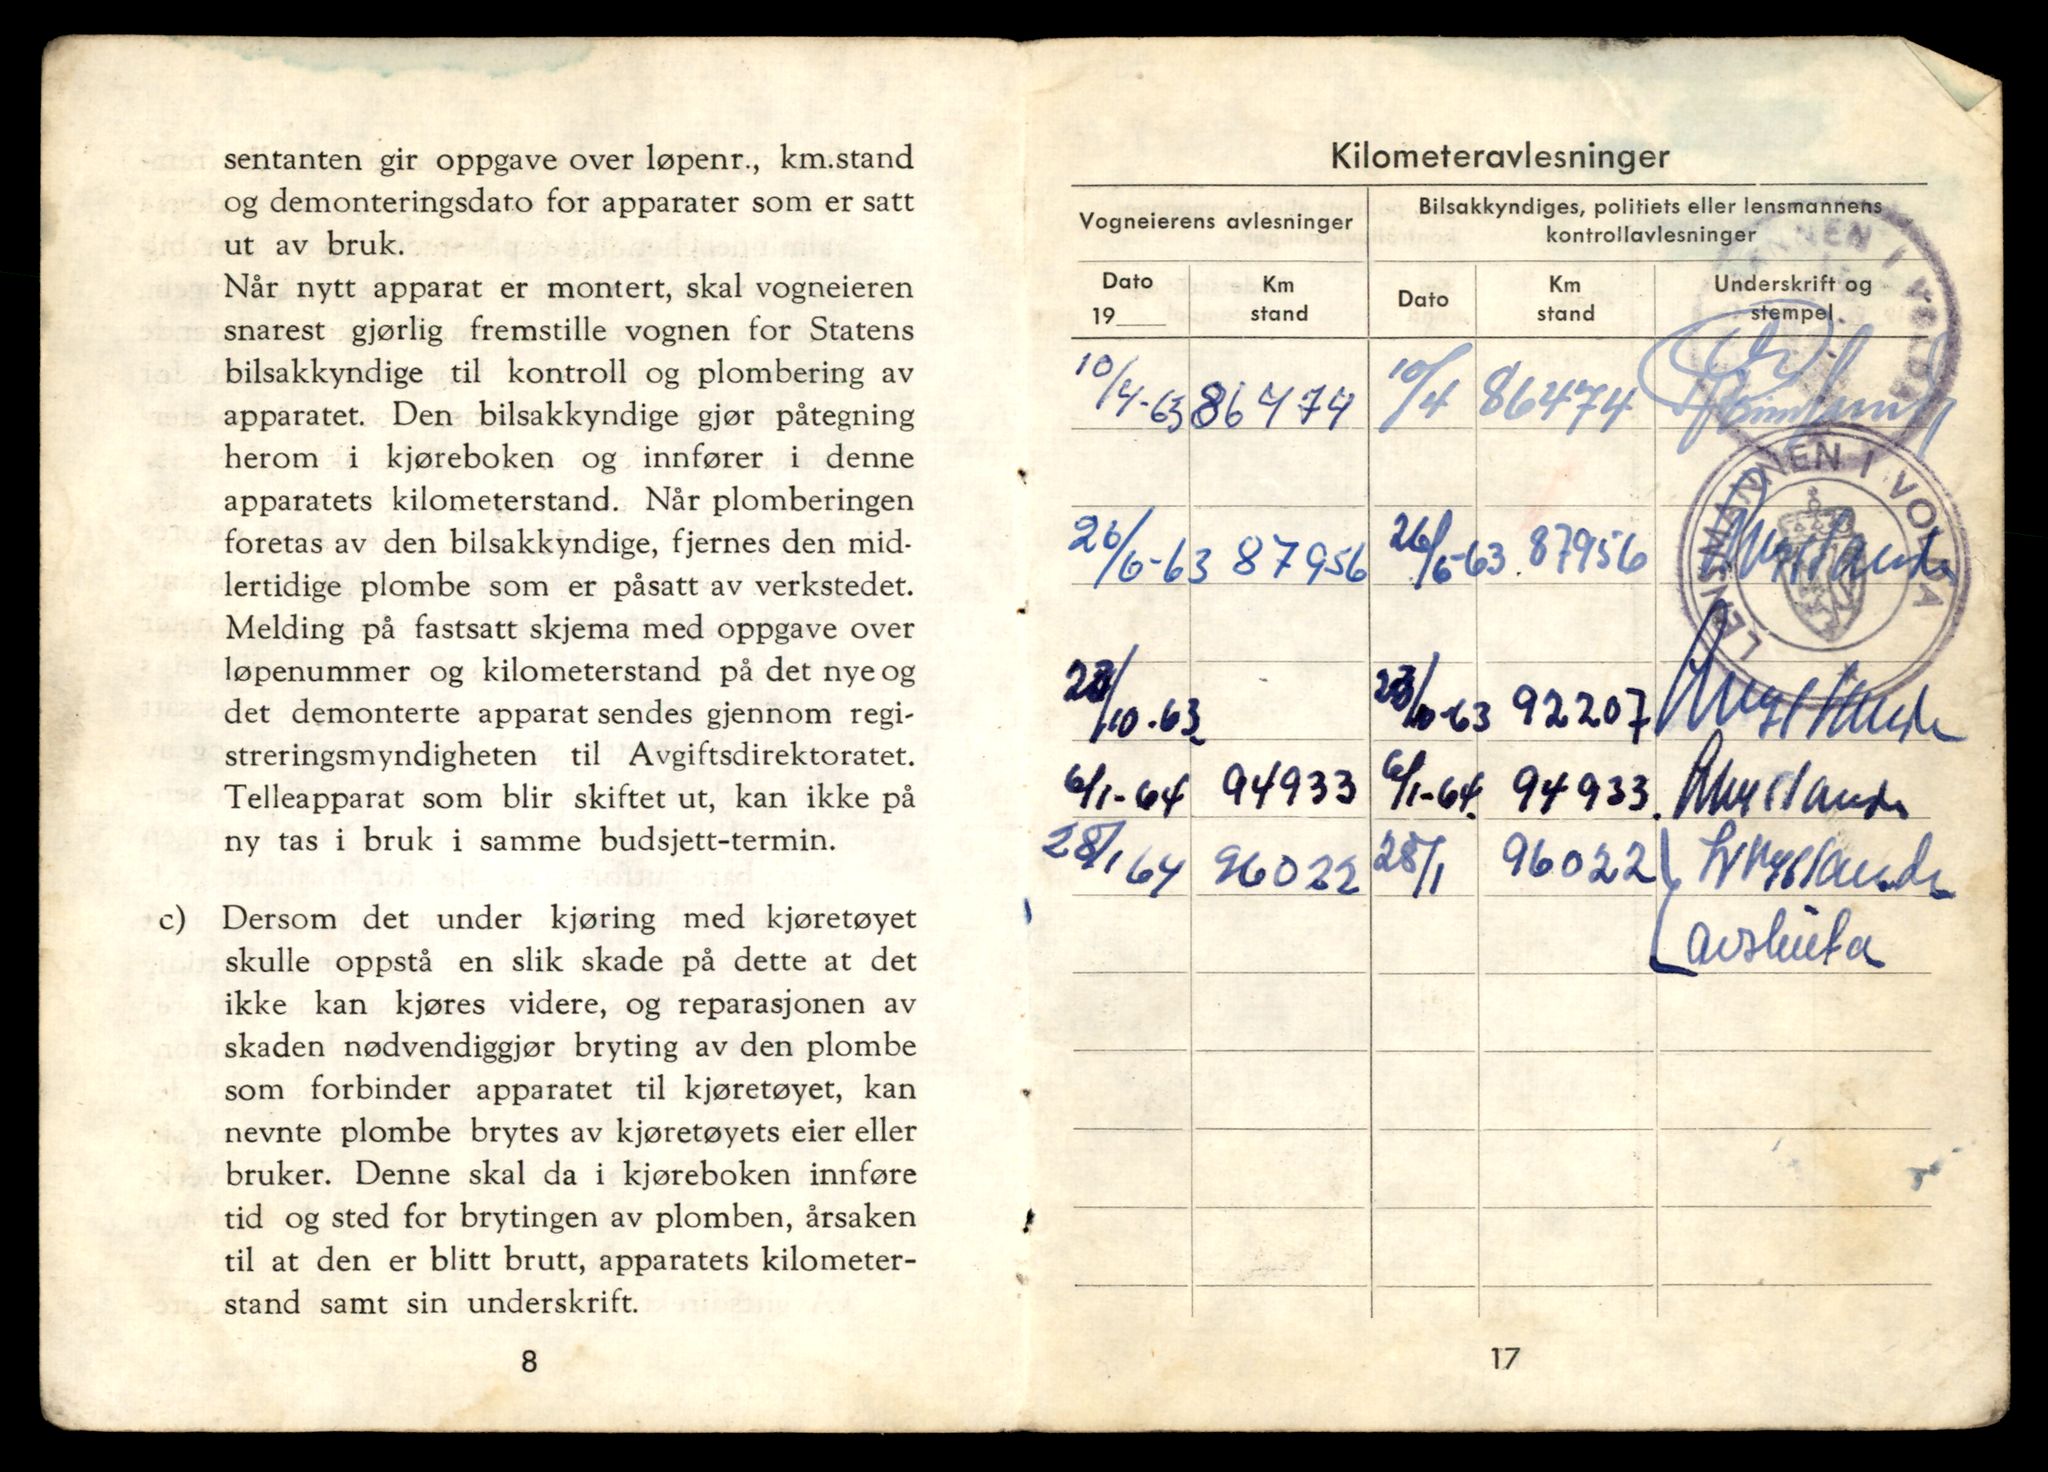 sentanten gir oppgave over løpenr., km.stand
og demonteringsdato for apparater som er satt
ut av bruk.
Når nytt apparat er montert, skal vogneieren
snarest gjørlig fremstille vognen for Statens
bilsakkyndige til kontroll og plombering av
apparatet. Den bilsakkyndige gjør påtegning
herom i kjøreboken og innfører i denne
apparatets kilometerstand. Når plomberingen
foretas av den bilsakkyndige, fjernes den mid-
lertidige plombe som er påsatt av verkstedet.
Melding på fastsatt skjema med oppgave over
løpenummer og kilometerstand på det nye og
det demonterte apparat sendes gjennom regi-
streringsmyndigheten til Avgiftsdirektoratet.
Telleapparat som blir skiftet ut, kan ikke på
ny tas i bruk i samme budsjett-termin.
c) Dersom det under kjøring med kjøretøyet
skulle oppstå en slik skade på dette at det
ikke kan kjøres videre, og reparasjonen av
skaden nødvendiggjør bryting av den plombe
som forbinder apparatet til kjøretøyet, kan
nevnte plombe brytes av kjøretøyets eier eller
bruker. Denne skal da i kjøreboken innføre
tid og sted for brytingen av plomben, årsaken
til at den er blitt brutt, apparatets kilometer-
stand samt sin underskrift.
8
Kilometeravlesninger
Vogneierens avlesninger
Bilsakkyndiges, politiets eller lensmannens
kontrollavlesninger
Dato
19
Km
stand
Dato
Km
stand
Underskrift og
stempel
10/4-63 86474 10/4 86474
LENSMANNEN I VOLDA
26/6-63 87956 26/6-63 87956
/10-63 /10-63 92207
6/1-64 94933 6/1-64 94933
28/1 64 96022 28/1 96022
17